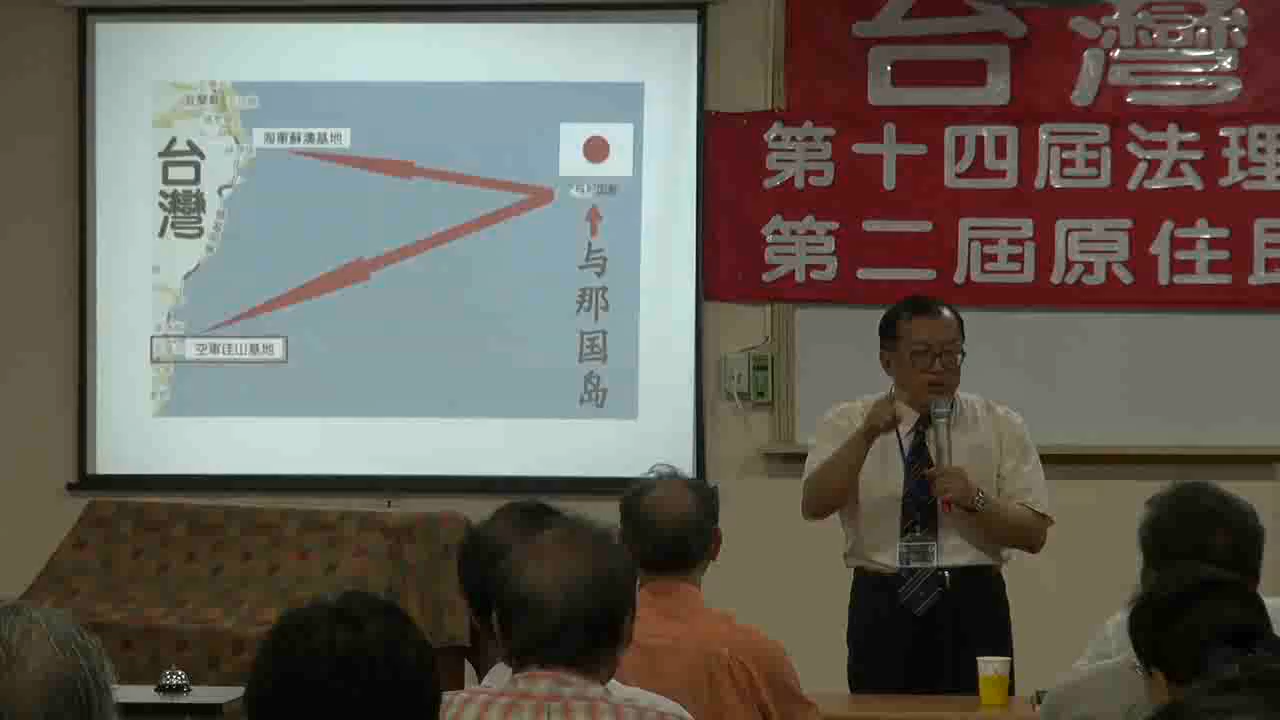 台灣
海軍蘇澳基地
与那国岛
空軍佳山基地
台灣
第十四屆法理
第二屆原住民